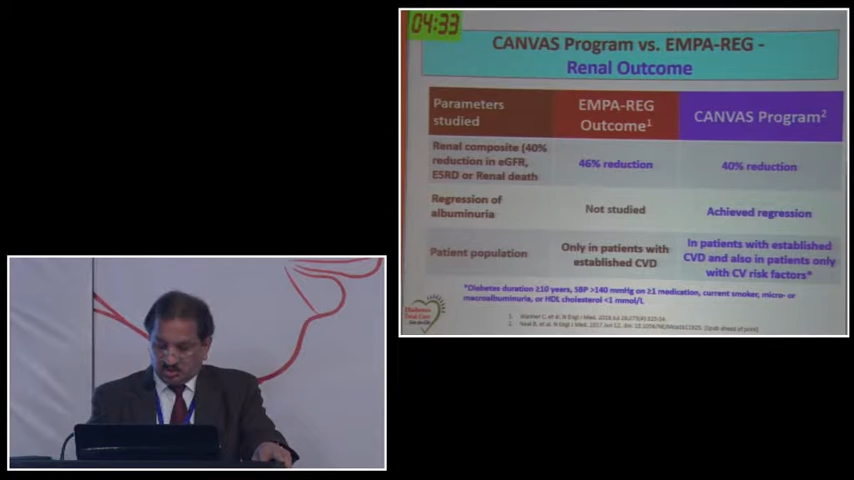 04:33
CANVAS Program vs. EMPA-REG -
Renal Outcome
Parameters
studied
EMPA-REG
Outcome1
CANVAS Program2
Renal composite (40%
reduction in eGFR,
ESRD or Renal death
46% reduction
40% reduction
Regression of
albuminuria
Not studied
Achieved regression
Patient population
Only in patients with
established CVD
In patients with established
CVD and also in patients only
with CV risk factors*
*Diabetes duration ≥10 years, SBP >140 mmHg on ≥1 medication, current smoker, micro- or
macroalbuminuria, or HDL cholesterol <1 mmol/L
Diabetes